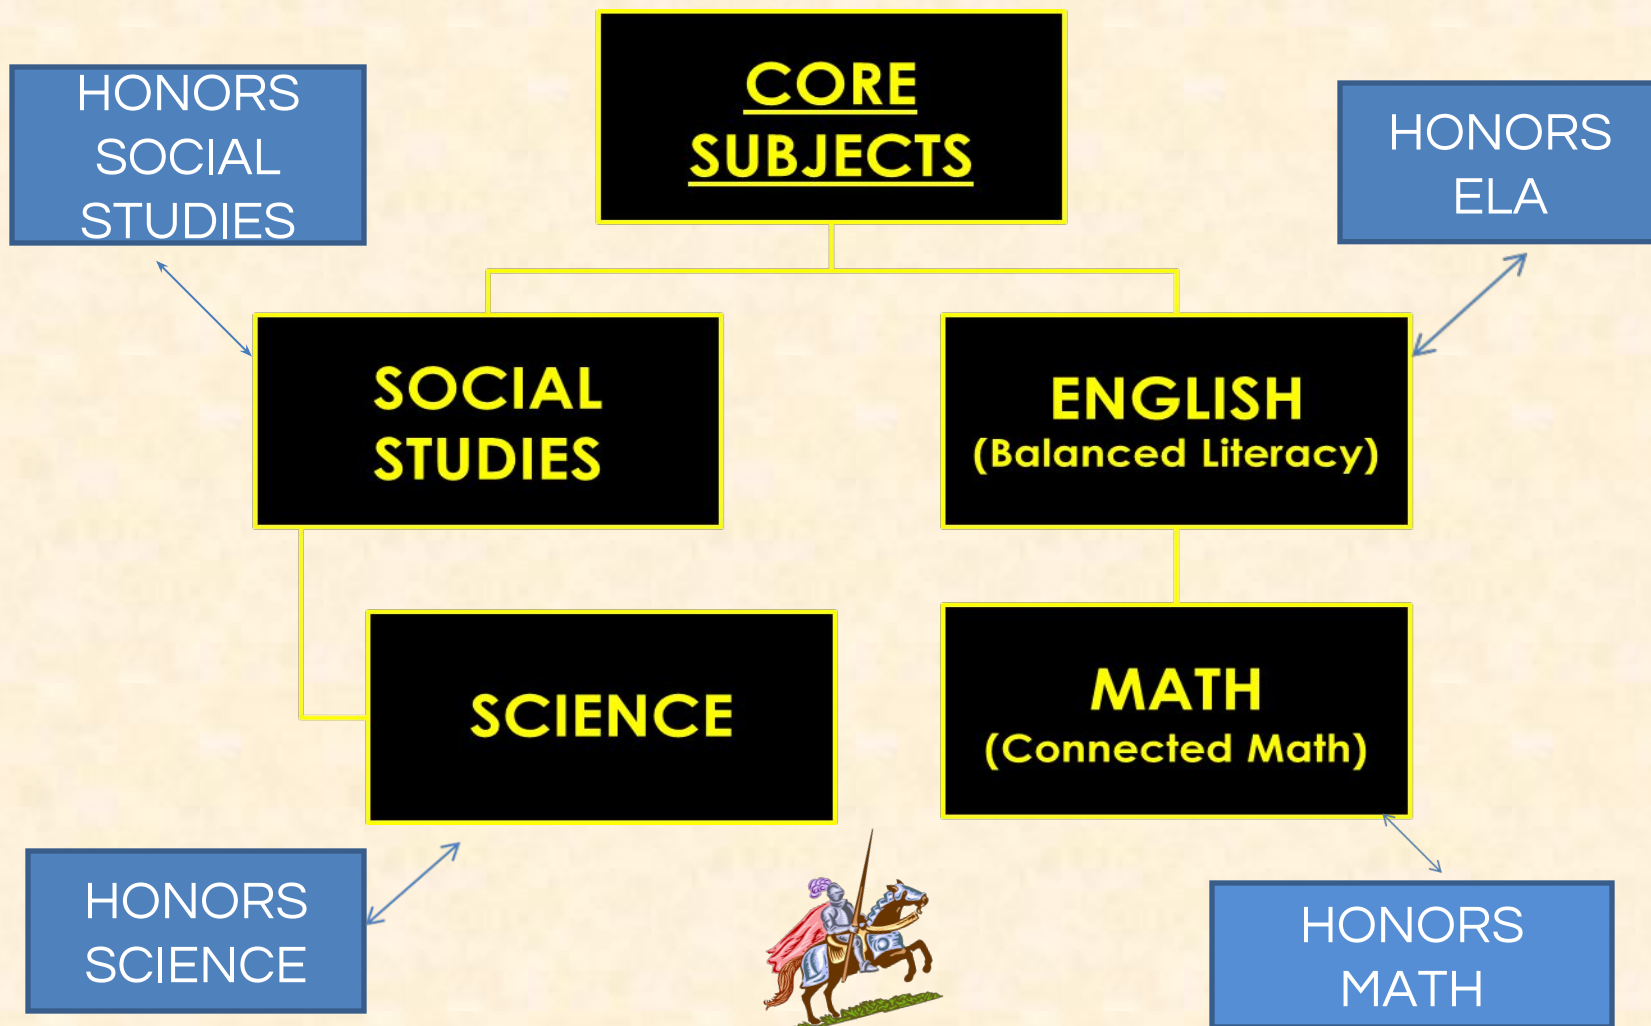 CORE
SUBJECTS
HONORS
SOCIAL
STUDIES
HONORS
ELA
SOCIAL
STUDIES
ENGLISH
(Balanced Literacy)
SCIENCE
MATH
(Connected Math)
HONORS
SCIENCE
HONORS
MATH